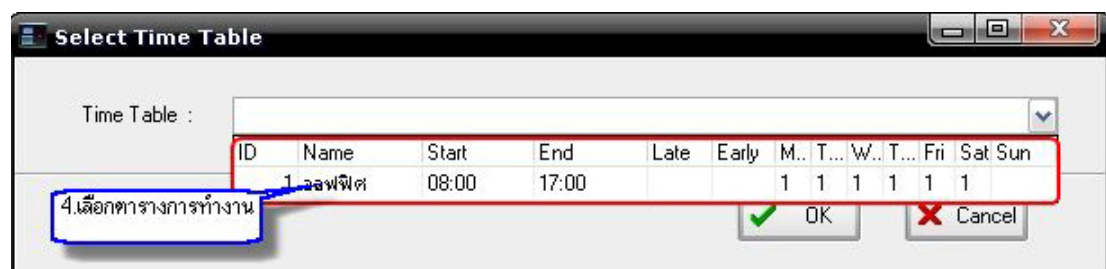 Select Time Table
Time Table :
ID Name Start End Late Early M.. T... W.. T... Fri Sat Sun
1 ออฟฟิศ 08:00 17:00 1 1 1 1 1 1
4.เลือกตารางการทำงาน
OK Cancel